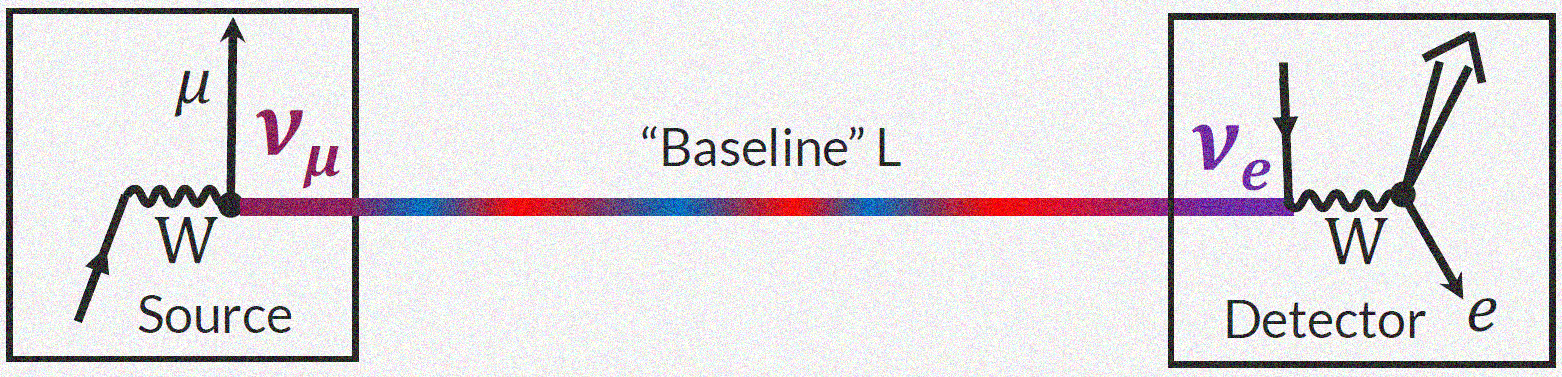 μ
ν_μ
W
Source
“Baseline” L
ν_e
W
Detector
e